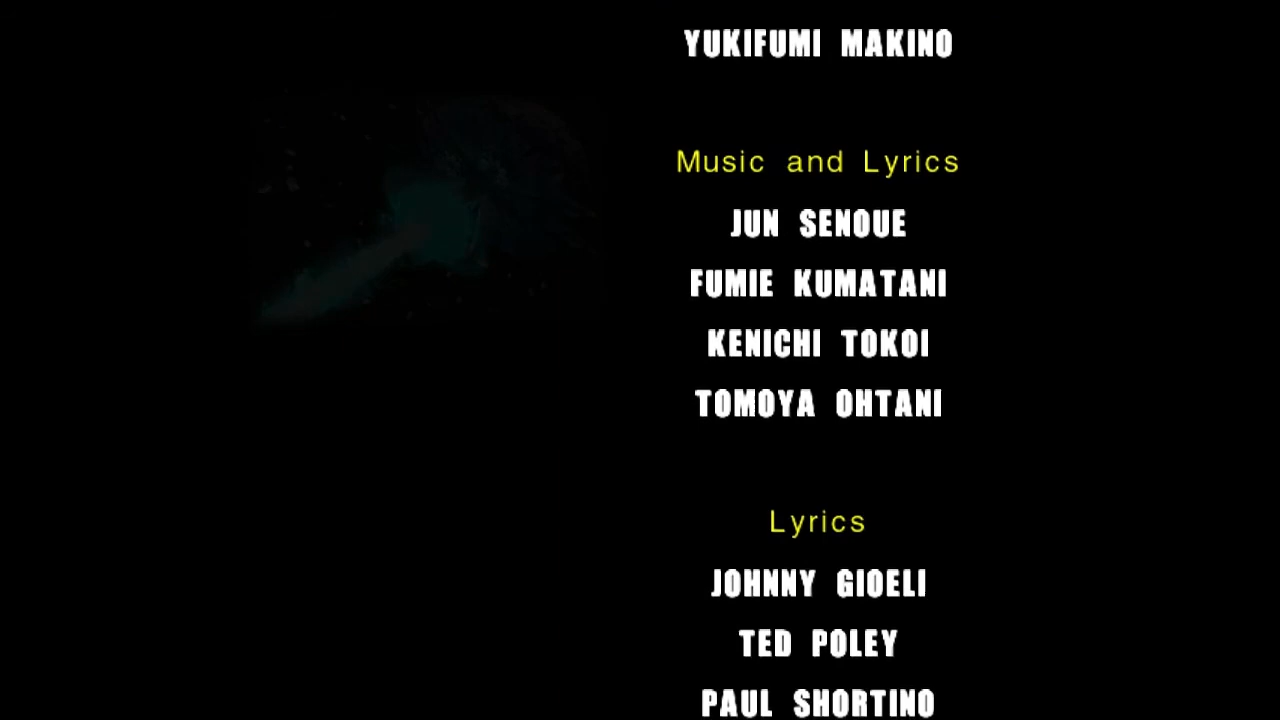 YUKIFUMI MAKINO
Music and Lyrics
JUN SENOUE
FUMIE KUMATANI
KENICHI TOKOI
TOMOYA OHTANI
Lyrics
JOHNNY GIOELI
TED POLEY
PAUL SHORTINO